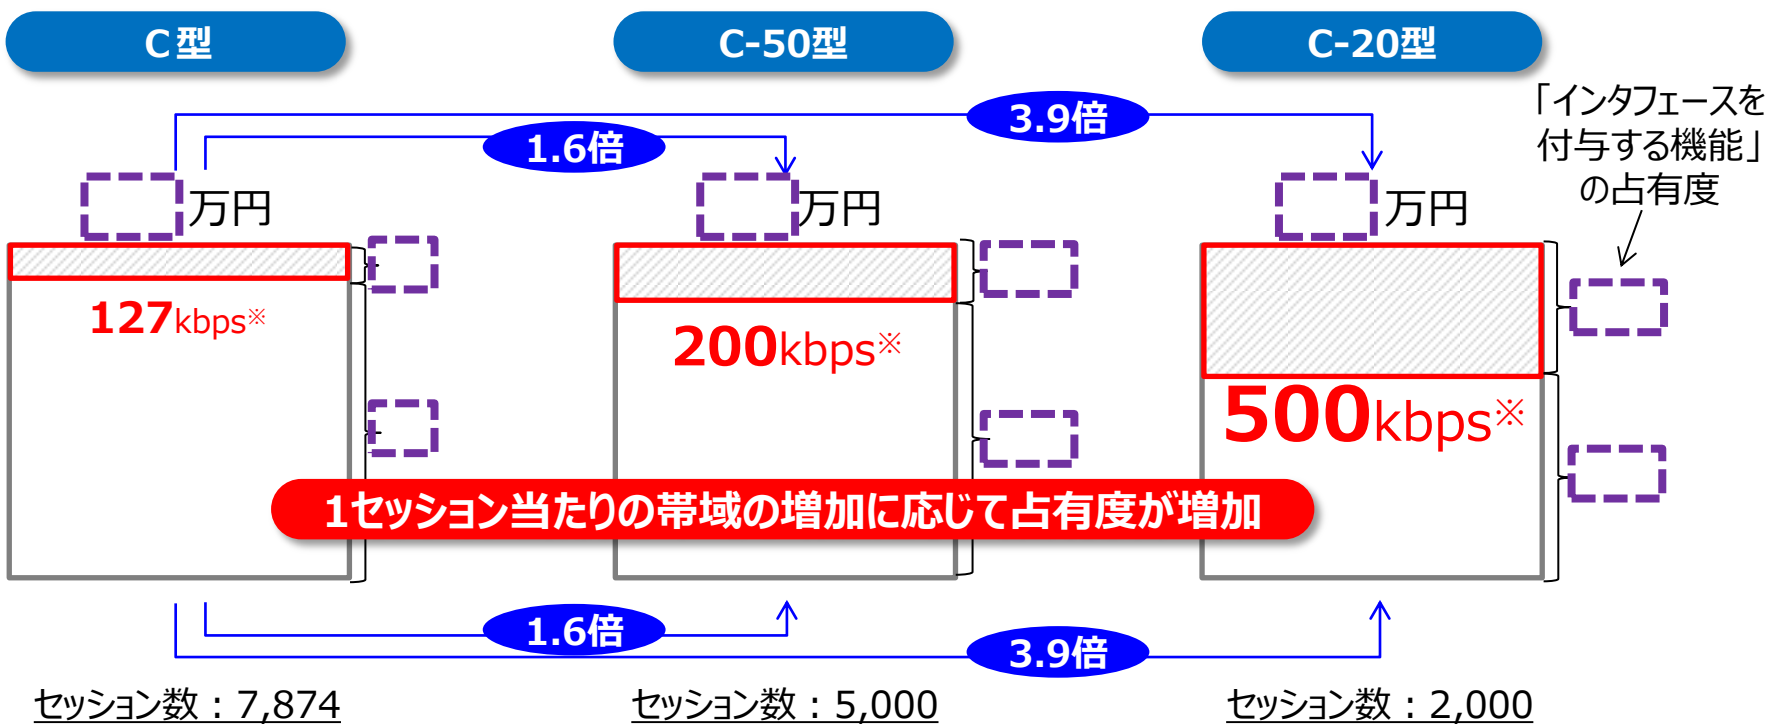 C型
C-50型
C-20型
3.9倍
1.6倍
「インタフェースを
付与する機能」
の占有度
万円
万円
万円
127kbps※
200kbps※
500kbps※
1セッション当たりの帯域の増加に応じて占有度が増加
1.6倍
3.9倍
セッション数：7,874
セッション数：5,000
セッション数：2,000